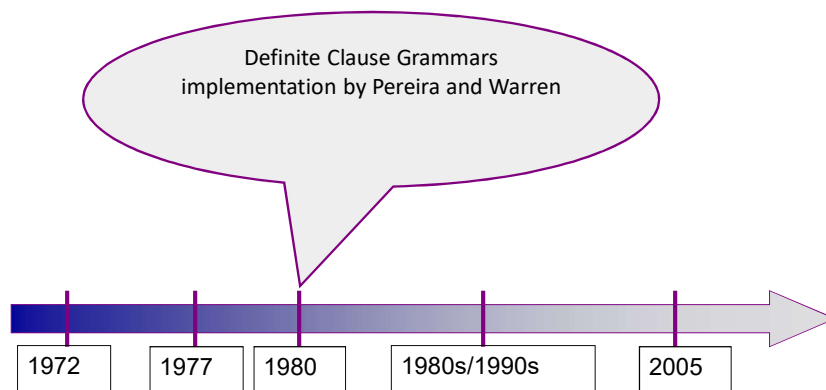 Definite Clause Grammars
implementation by Pereira and Warren
1972
1977
1980
1980s/1990s
2005